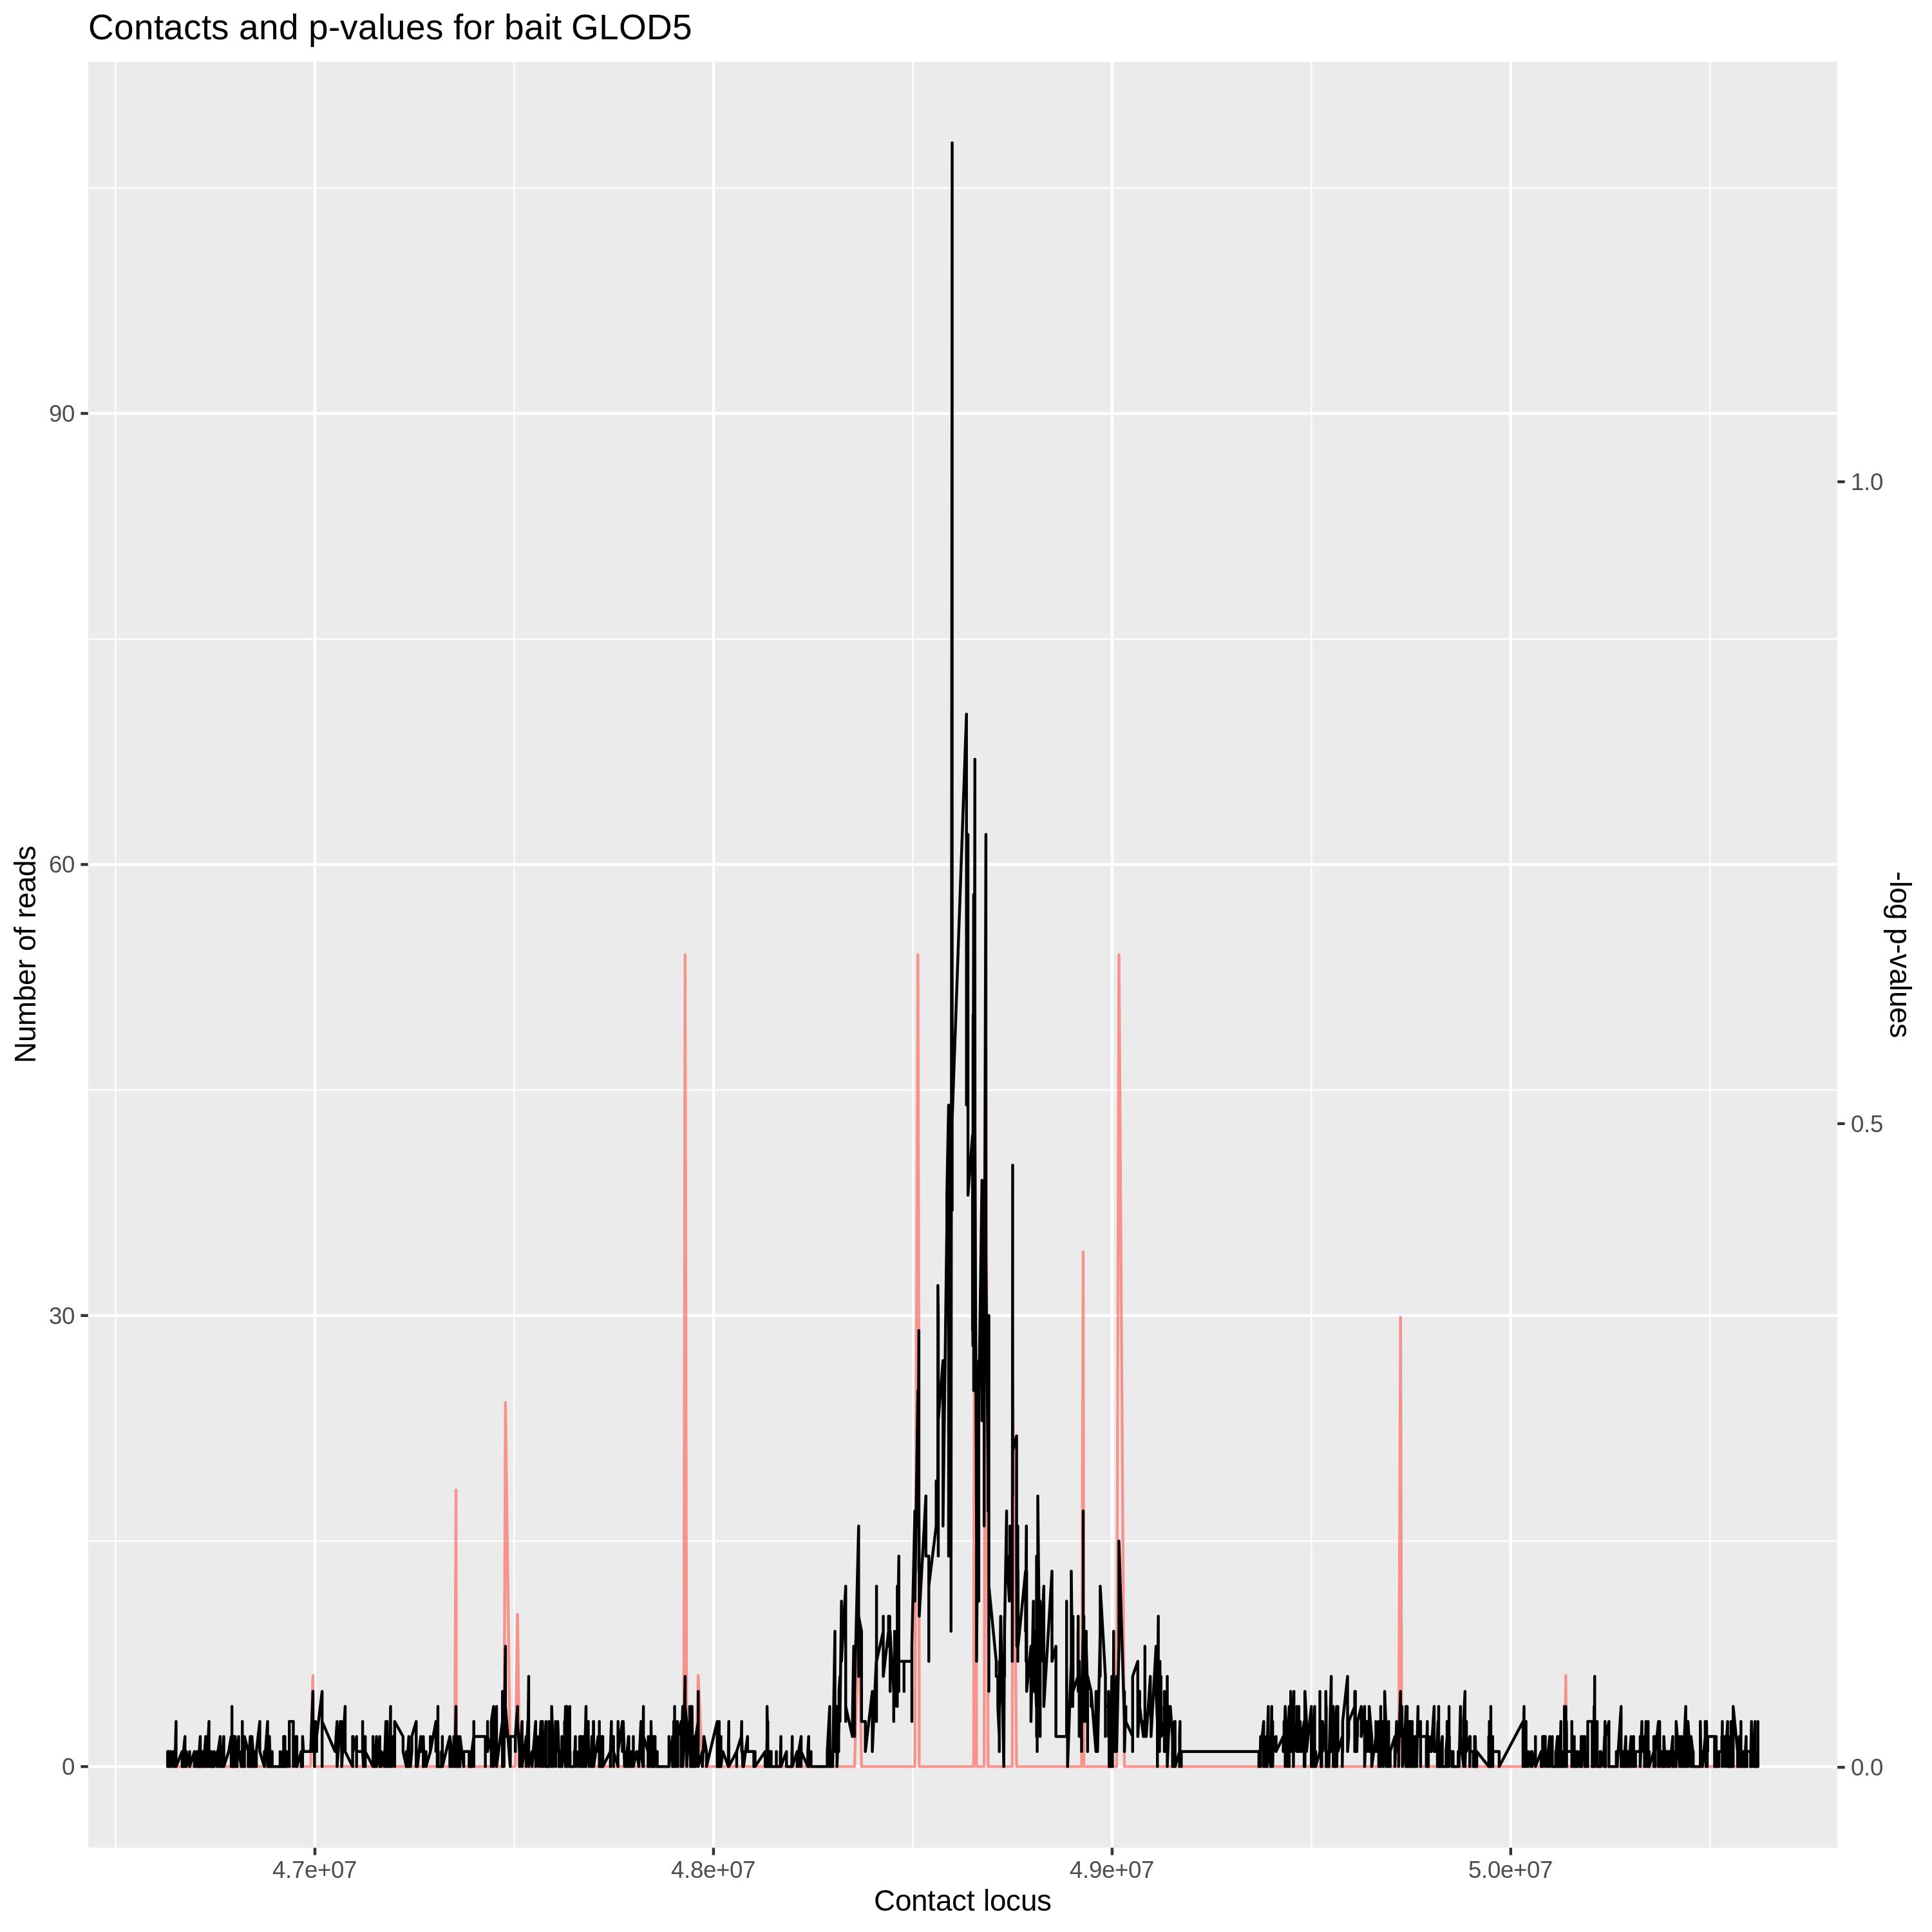 Contacts and p-values for bait GLOD5
Number of reads
90
60
30
0
1.0
0.5
0.0
-log p-values
4.7e+07
4.8e+07
4.9e+07
5.0e+07
Contact locus